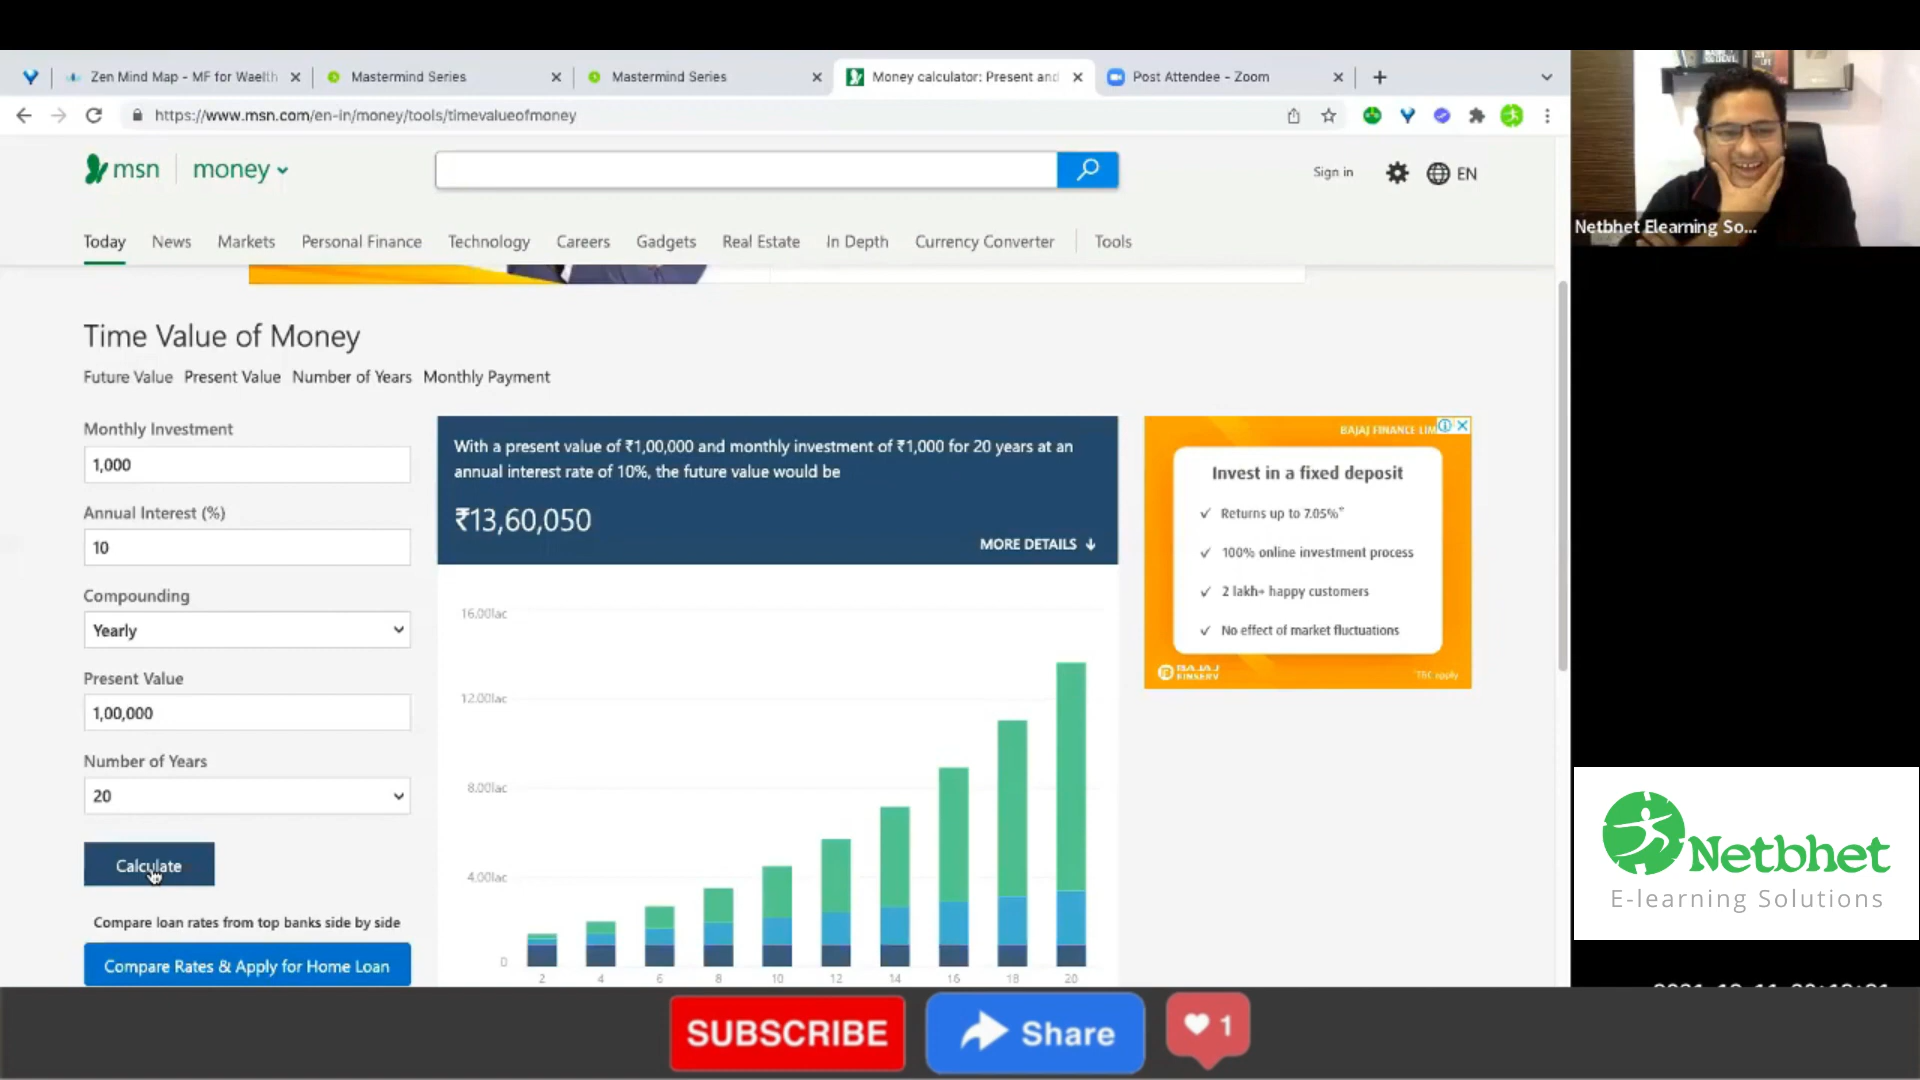 Zen Mind Map - MF for Waelth
Mastermind Series
Mastermind Series
Money calculator: Present and
Post Attendee - Zoom
https://www.msn.com/en-in/money/tools/timevalueofmoney
msn
money
Sign in
EN
Today
News
Markets
Personal Finance
Technology
Careers
Gadgets
Real Estate
In Depth
Currency Converter
Tools
Netbhet Elearning So...
Time Value of Money
Future Value Present Value Number of Years Monthly Payment
Monthly Investment
1,000
Annual Interest (%)
10
Compounding
Yearly
Present Value
1,00,000
Number of Years
20
Calculate
Compare loan rates from top banks side by side
Compare Rates & Apply for Home Loan
With a present value of ₹1,00,000 and monthly investment of ₹1,000 for 20 years at an
annual interest rate of 10%, the future value would be
₹13,60,050
MORE DETAILS
16.00lac
12.00lac
8.00lac
4.00lac
0
2 4 6 8 10 12 14 16 18 20
BAJAJ FINANCE LIM
Invest in a fixed deposit
✓ Returns up to 7.05%*
✓ 100% online investment process
✓ 2 lakh+ happy customers
✓ No effect of market fluctuations
BAJAJ
FINSERV
*T&C apply
Netbhet
E-learning Solutions
SUBSCRIBE
Share
1